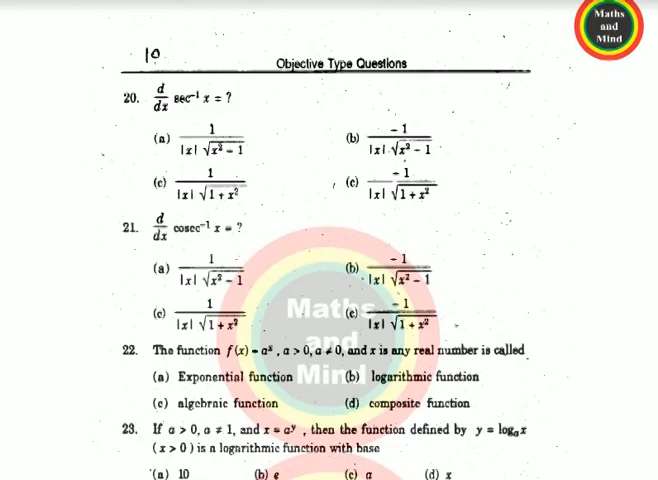 Maths
and
Mind
10
Objective Type Questions
20. d/dx sec⁻¹ x = ?
(a) 1 / |x| √x² - 1 (b) -1 / |x| √x² - 1
(c) 1 / |x| √1 + x² (c) -1 / |x| √1 + x²
21. d/dx cosec⁻¹ x = ?
(a) 1 / |x| √x² - 1 (b) -1 / |x| √x² - 1
(c) 1 / |x| √1 + x² (c) -1 / |x| √1 + x²
Maths
and
Mind
22. The function f(x) = aˣ , a > 0, a ≠ 0, and x is any real number is called
(a) Exponential function (b) logarithmic function
(c) algebraic function (d) composite function
23. If a > 0, a ≠ 1, and x = aʸ , then the function defined by y = logₐx
( x > 0 ) is a logarithmic function with base
(a) 10 (b) e (c) a (d) x